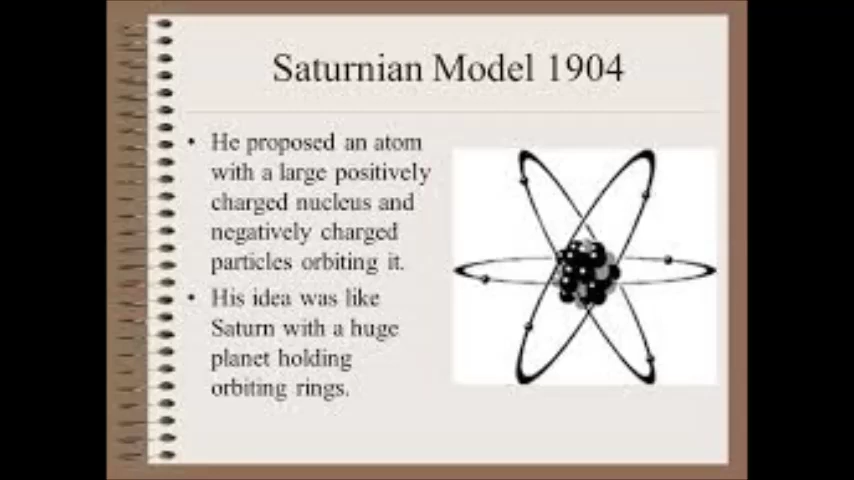 Saturnian Model 1904
• He proposed an atom
with a large positively
charged nucleus and
negatively charged
particles orbiting it.
• His idea was like
Saturn with a huge
planet holding
orbiting rings.